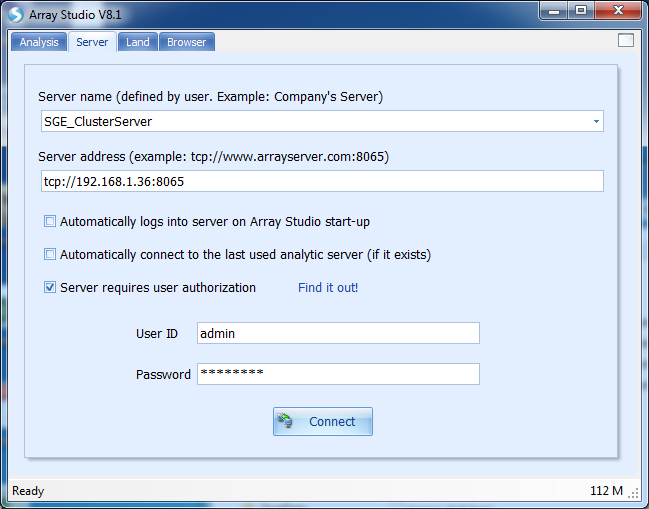 Array Studio V8.1
Analysis Server Land Browser
Server name (defined by user. Example: Company's Server)
SGE_ClusterServer
Server address (example: tcp://www.arrayserver.com:8065)
tcp://192.168.1.36:8065
Automatically logs into server on Array Studio start-up
Automatically connect to the last used analytic server (if it exists)
Server requires user authorization Find it out!
User ID admin
Password ********
Connect
Ready 112 M